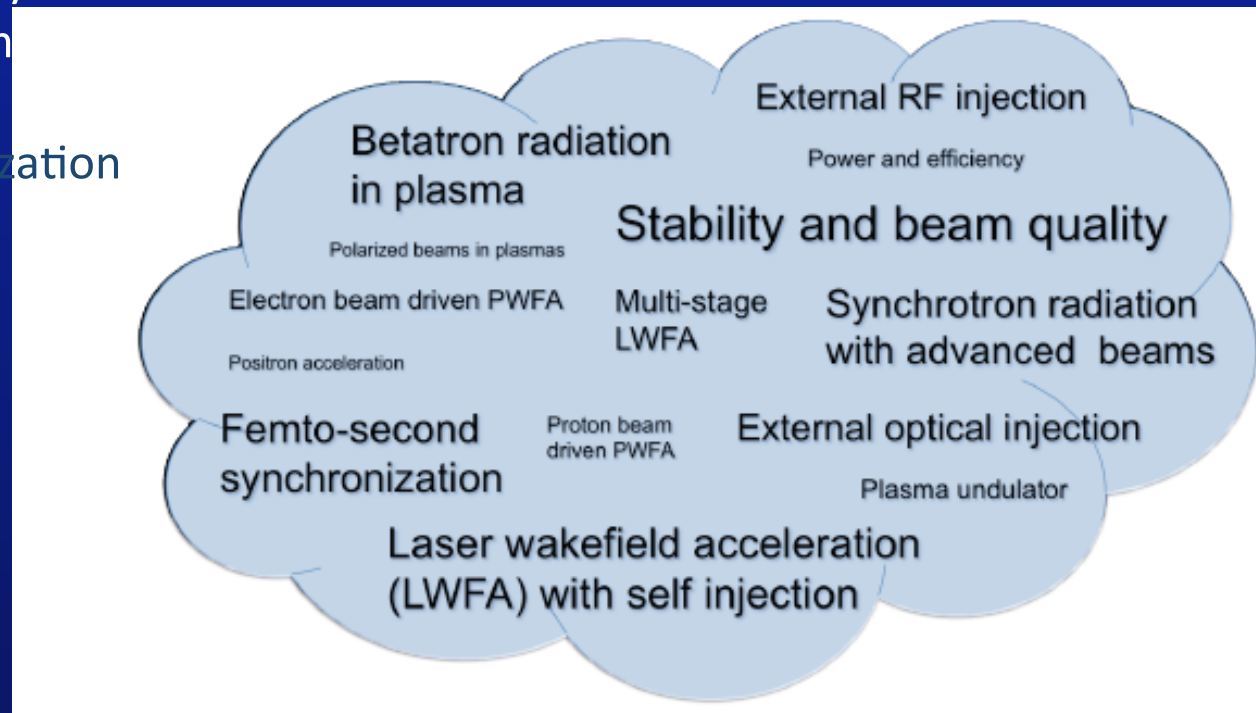 zation
External RF injection
Betatron radiation
in plasma
Power and efficiency
Stability and beam quality
Polarized beams in plasmas
Electron beam driven PWFA
Multi-stage
LWFA
Synchrotron radiation
with advanced beams
Positron acceleration
Femto-second
synchronization
Proton beam
driven PWFA
External optical injection
Plasma undulator
Laser wakefield acceleration
(LWFA) with self injection